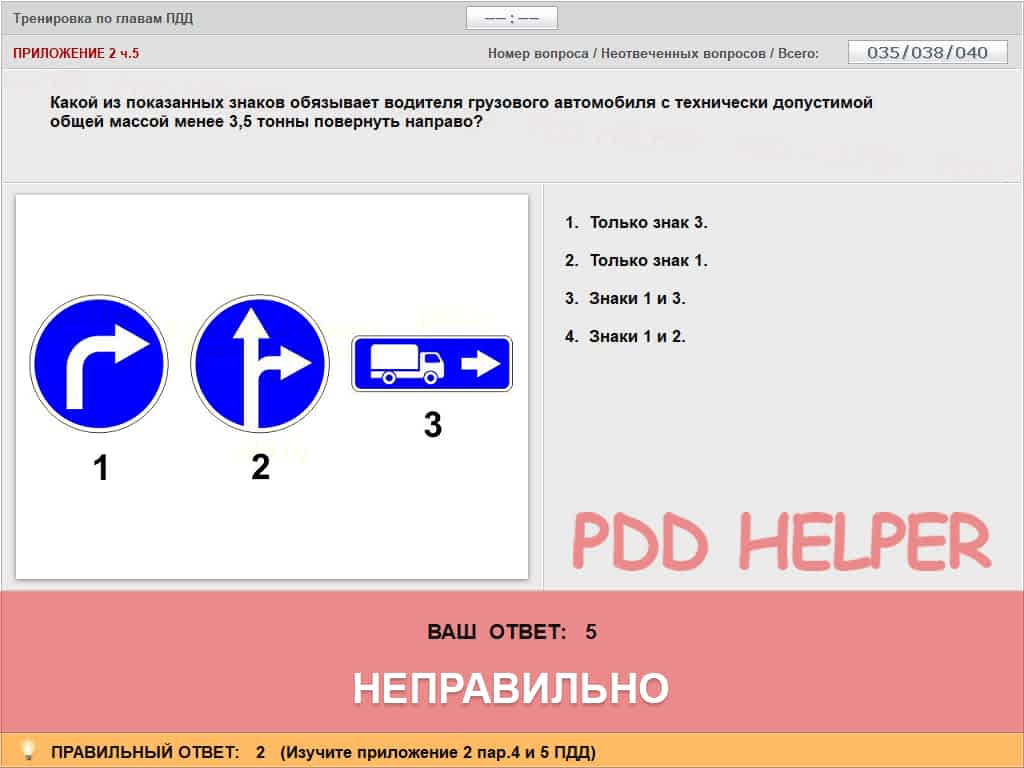 Тренировка по главам ПДД
-- : --
ПРИЛОЖЕНИЕ 2 ч.5
Номер вопроса / Неотвеченных вопросов / Всего:
035/038/040
Какой из показанных знаков обязывает водителя грузового автомобиля с технически допустимой
общей массой менее 3,5 тонны повернуть направо?
1. Только знак 3.
2. Только знак 1.
3. Знаки 1 и 3.
4. Знаки 1 и 2.
1
2
3
PDD HELPER
ВАШ ОТВЕТ: 5
НЕПРАВИЛЬНО
ПРАВИЛЬНЫЙ ОТВЕТ: 2 (Изучите приложение 2 пар.4 и 5 ПДД)